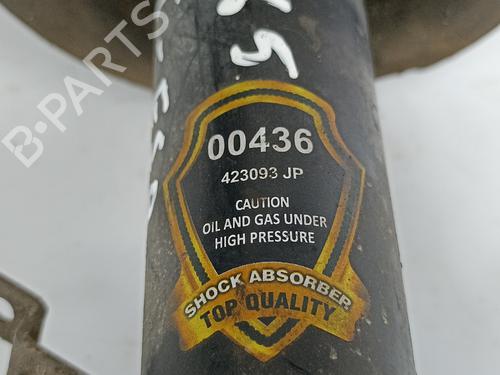 B-PARTS
00436
423093 JP
CAUTION
OIL AND GAS UNDER
HIGH PRESSURE
SHOCK ABSORBER
TOP QUALITY